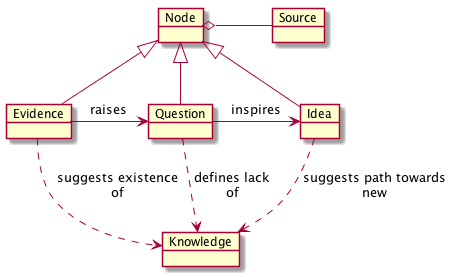 Node
Source
Evidence
raises
Question
inspires
Idea
suggests existence
of
defines lack
of
suggests path towards
new
Knowledge